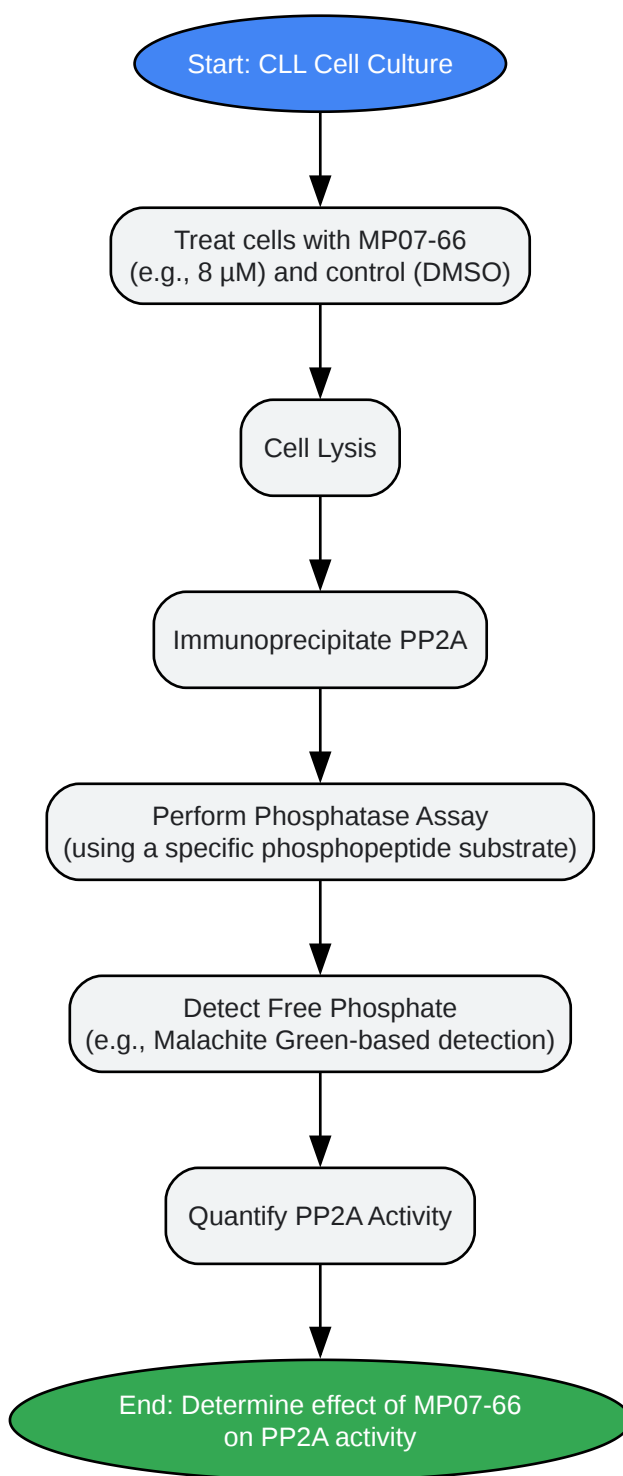 Start: CLL Cell Culture
Treat cells with MP07-66
(e.g., 8 µM) and control (DMSO)
Cell Lysis
Immunoprecipitate PP2A
Perform Phosphatase Assay
(using a specific phosphopeptide substrate)
Detect Free Phosphate
(e.g., Malachite Green-based detection)
Quantify PP2A Activity
End: Determine effect of MP07-66
on PP2A activity